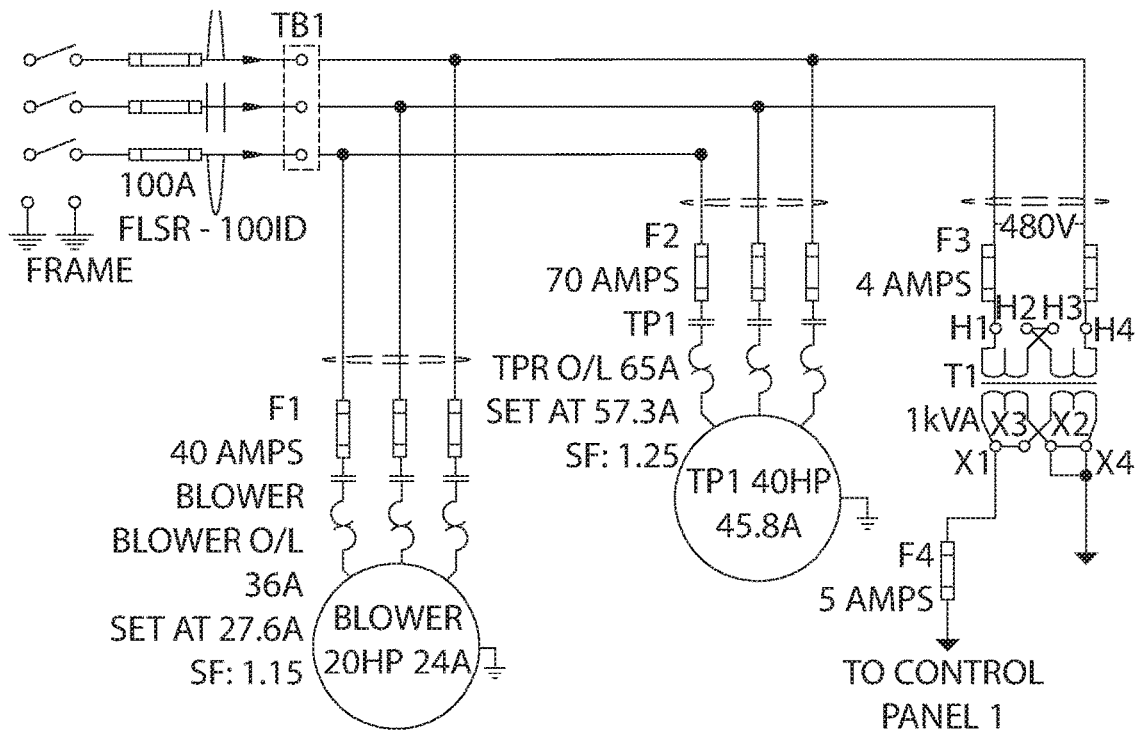 TB1
100A
FLSR - 100ID
FRAME
F2
70 AMPS
TP1
TPR O/L 65A
SET AT 57.3A
SF: 1.25
TP1 40HP
45.8A
F1
40 AMPS
BLOWER
BLOWER O/L
36A
SET AT 27.6A
SF: 1.15
BLOWER
20HP 24A
480V
F3
4 AMPS
H1 H2 H3 H4
T1
1kVA X3 X2
X1 X4
F4
5 AMPS
TO CONTROL
PANEL 1